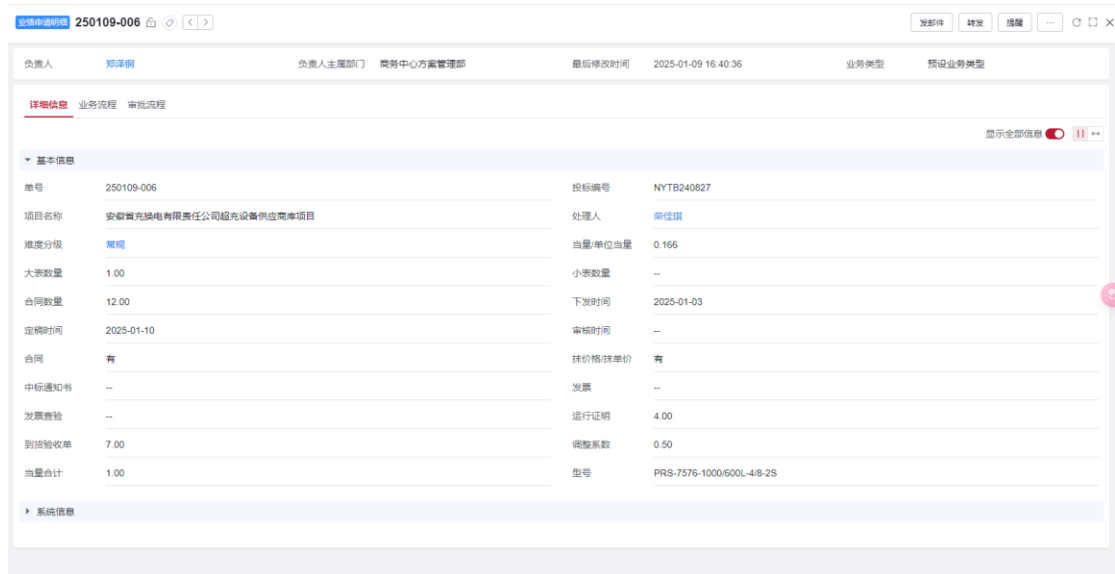 业绩申请明细 250109-006 发邮件 转发 提醒 ...
负责人 郑泽铜 负责人主属部门 商务中心方案管理部 最后修改时间 2025-01-09 16:40:36 业务类型 预设业务类型
详细信息 业务流程 审批流程
显示全部信息
基本信息
单号 250109-006 投标编号 NYTB240827
项目名称 安徽省充换电有限责任公司超充设备供应商库项目 处理人 荣佳琪
难度分级 常规 当量/单位当量 0.166
大表数量 1.00 小表数量 --
合同数量 12.00 下发时间 2025-01-03
定稿时间 2025-01-10 审核时间 --
合同 有 抹价格/抹单价 有
中标通知书 -- 发票 --
发票查验 -- 运行证明 4.00
到货验收单 7.00 调整系数 0.50
当量合计 1.00 型号 PRS-7576-1000/600L-4/8-2S
系统信息